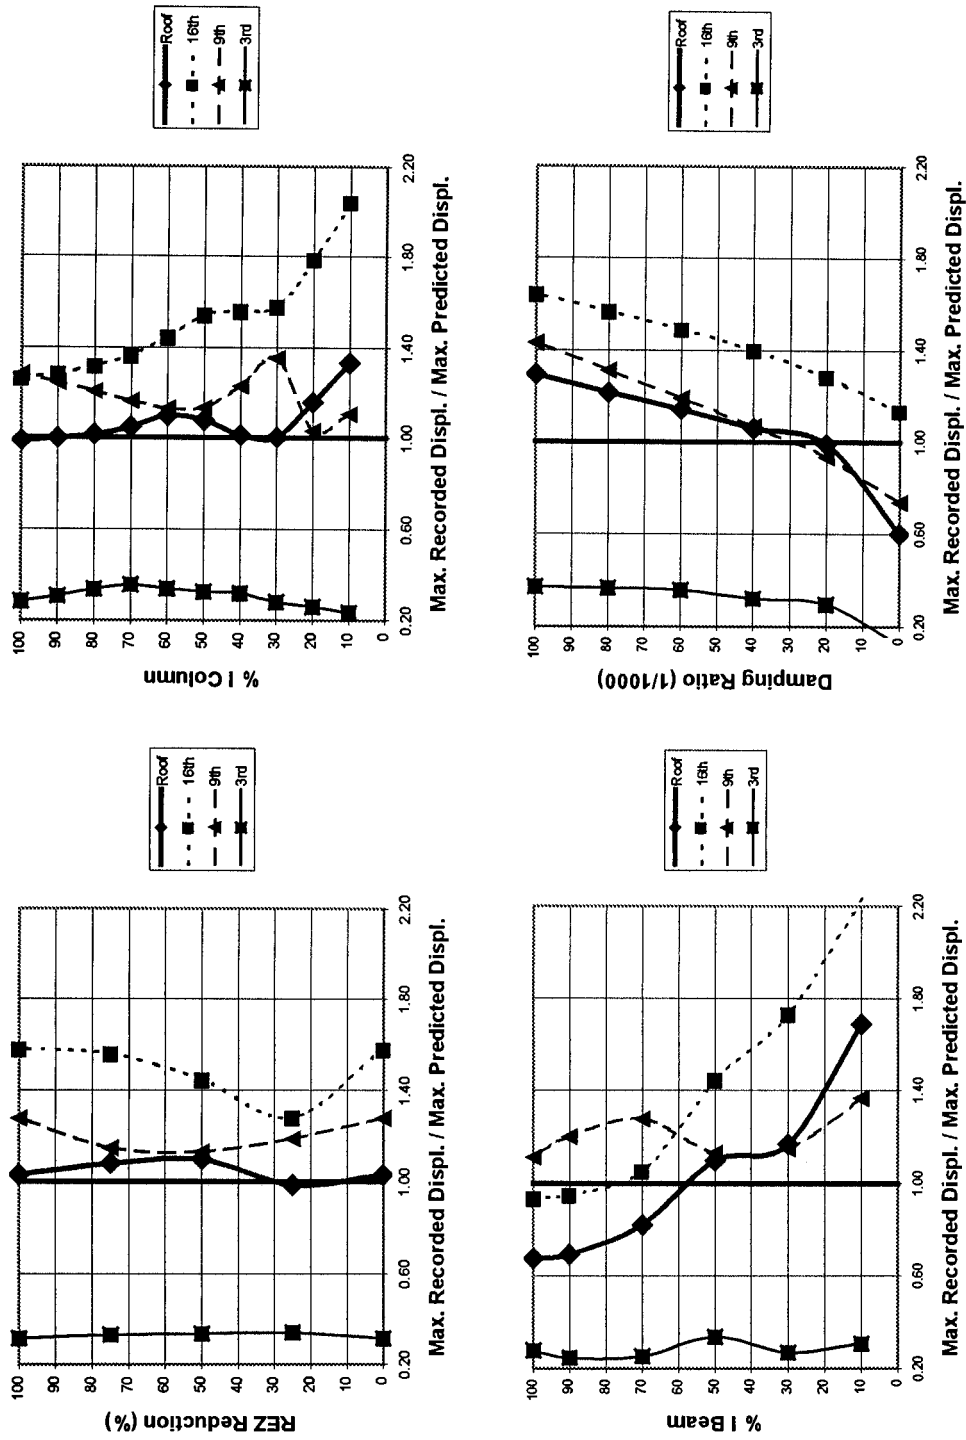 REZ Reduction (%)
100
90
80
70
60
50
40
30
20
10
0
0.20
0.60
1.00
1.40
1.80
2.20
Max. Recorded Displ. / Max. Predicted Displ.
Roof
16th
9th
3rd
% I Column
100
90
80
70
60
50
40
30
20
10
0
0.20
0.60
1.00
1.40
1.80
2.20
Max. Recorded Displ. / Max. Predicted Displ.
Roof
16th
9th
3rd
% I Beam
100
90
80
70
60
50
40
30
20
10
0
0.20
0.60
1.00
1.40
1.80
2.20
Max. Recorded Displ. / Max. Predicted Displ.
Roof
16th
9th
3rd
Damping Ratio (1/1000)
100
90
80
70
60
50
40
30
20
10
0
0.20
0.60
1.00
1.40
1.80
2.20
Max. Recorded Displ. / Max. Predicted Displ.
Roof
16th
9th
3rd